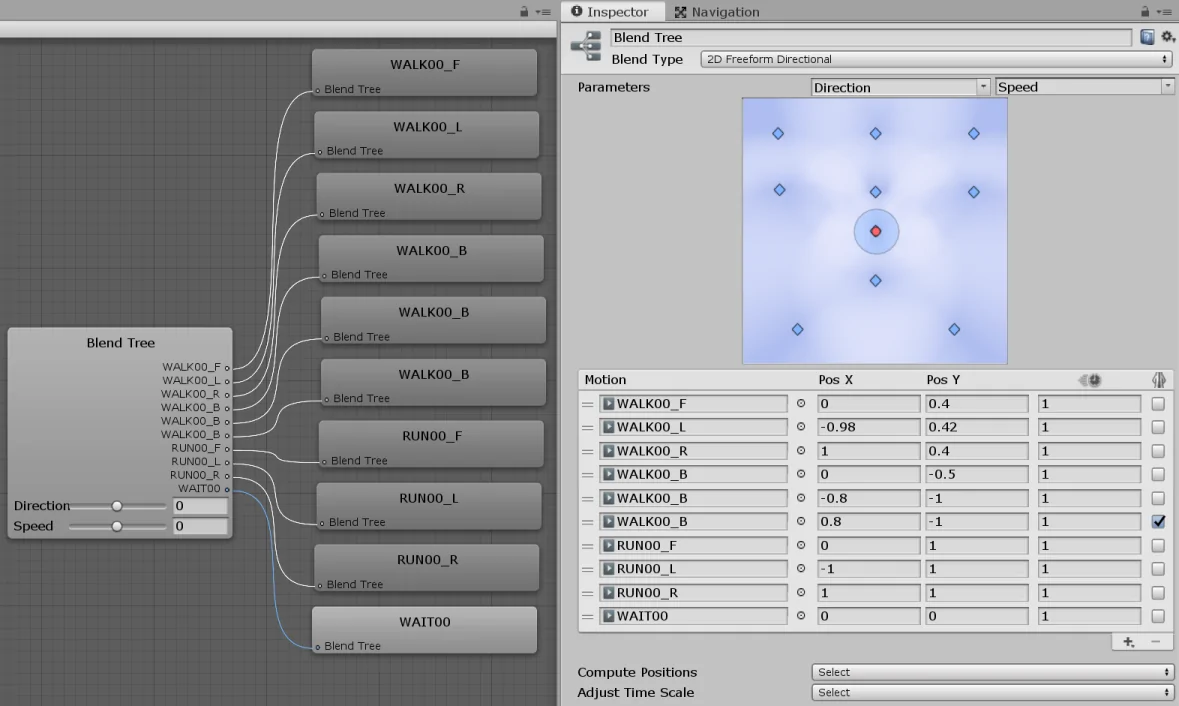 Inspector
Navigation
Blend Tree
Blend Type
2D Freeform Directional
Parameters
Direction
Speed
WALK00_F
Blend Tree
WALK00_L
Blend Tree
WALK00_R
Blend Tree
WALK00_B
Blend Tree
WALK00_B
Blend Tree
WALK00_B
Blend Tree
RUN00_F
Blend Tree
RUN00_L
Blend Tree
RUN00_R
Blend Tree
WAIT00
Blend Tree
Blend Tree
WALK00_F
WALK00_L
WALK00_R
WALK00_B
WALK00_B
WALK00_B
RUN00_F
RUN00_L
RUN00_R
WAIT00
Direction 0
Speed 0
Motion Pos X Pos Y
WALK00_F 0 0.4 1
WALK00_L -0.98 0.42 1
WALK00_R 1 0.4 1
WALK00_B 0 -0.5 1
WALK00_B -0.8 -1 1
WALK00_B 0.8 -1 1
RUN00_F 0 1 1
RUN00_L -1 1 1
RUN00_R 1 1 1
WAIT00 0 0 1
Compute Positions Select
Adjust Time Scale Select